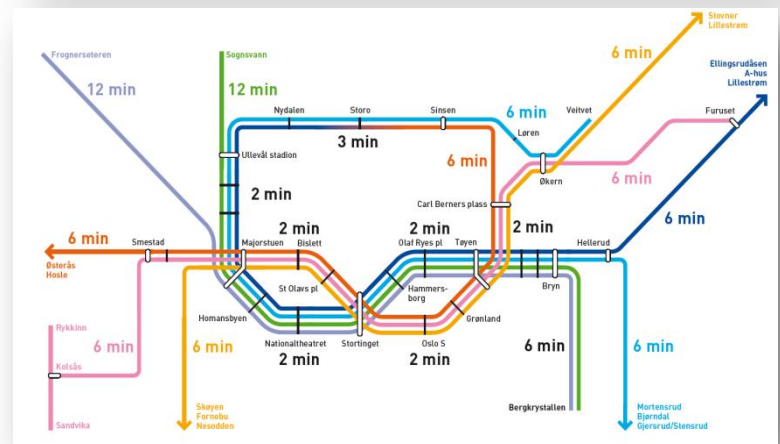 Frognerseteren
12 min
Sognsvann
12 min
6 min
Stovner
Lillestrøm
Ellingsrudåsen
A-hus
Lillestrøm
Nydalen
Storo
Sinsen
6 min
Veitvet
Løren
Furuset
3 min
Ullevål stadion
6 min
Økern
6 min
2 min
Carl Berners plass
6 min
Smestad
6 min
Majorstuen
2 min
Bislett
2 min
Olaf Ryes pl
Tøyen
2 min
Hellerud
Østerås
Hosle
St Olavs pl
Hammers-
borg
Bryn
Homansbyen
Grønland
Nationaltheatret
Stortinget
Oslo S
Rykkinn
6 min
6 min
2 min
2 min
6 min
6 min
Kolsås
Sandvika
Skøyen
Fornebu
Nesodden
Bergkrystallen
Mortensrud
Bjørndal
Gjersrud/Stensrud